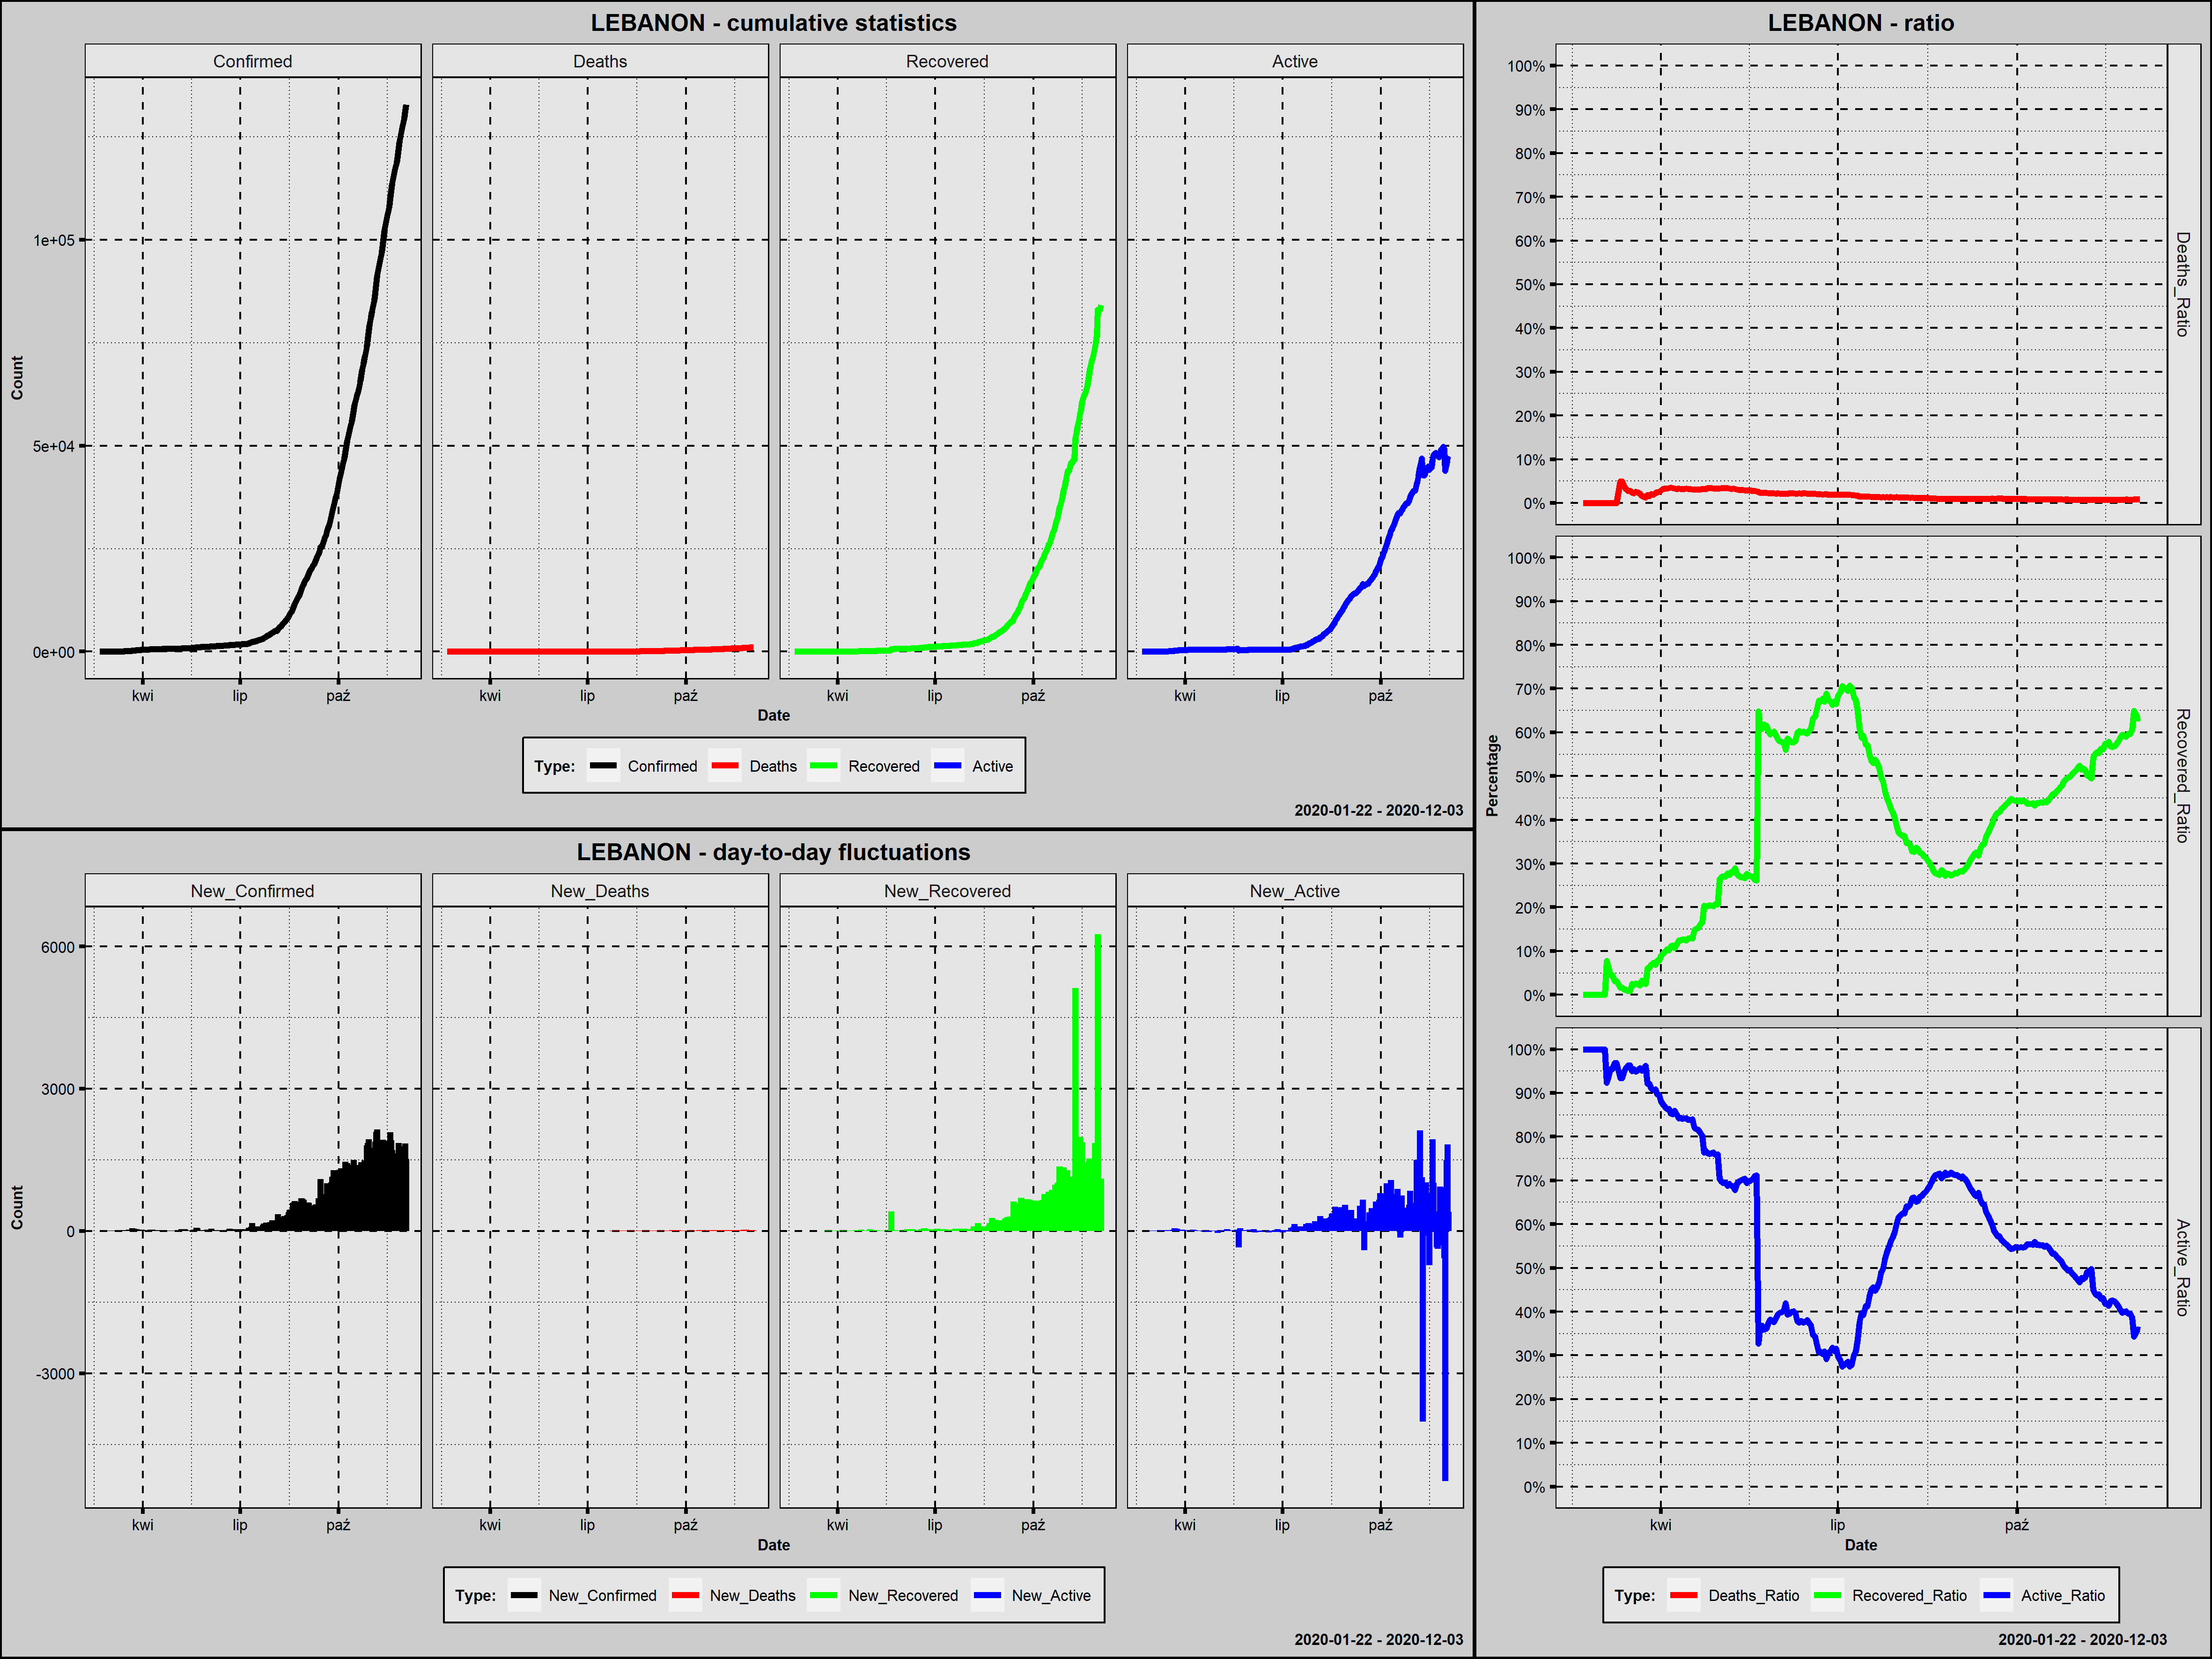 LEBANON - cumulative statistics
Confirmed Deaths Recovered Active
Count
1e+05
5e+04
0e+00
kwi lip paź kwi lip paź kwi lip paź kwi lip paź
Date
Type: Confirmed Deaths Recovered Active
2020-01-22 - 2020-12-03
LEBANON - day-to-day fluctuations
New_Confirmed New_Deaths New_Recovered New_Active
Count
6000
3000
0
-3000
kwi lip paź kwi lip paź kwi lip paź kwi lip paź
Date
Type: New_Confirmed New_Deaths New_Recovered New_Active
2020-01-22 - 2020-12-03
LEBANON - ratio
Percentage
100%
90%
80%
70%
60%
50%
40%
30%
20%
10%
0%
Deaths_Ratio
100%
90%
80%
70%
60%
50%
40%
30%
20%
10%
0%
Recovered_Ratio
100%
90%
80%
70%
60%
50%
40%
30%
20%
10%
0%
Active_Ratio
kwi lip paź
Date
Type: Deaths_Ratio Recovered_Ratio Active_Ratio
2020-01-22 - 2020-12-03